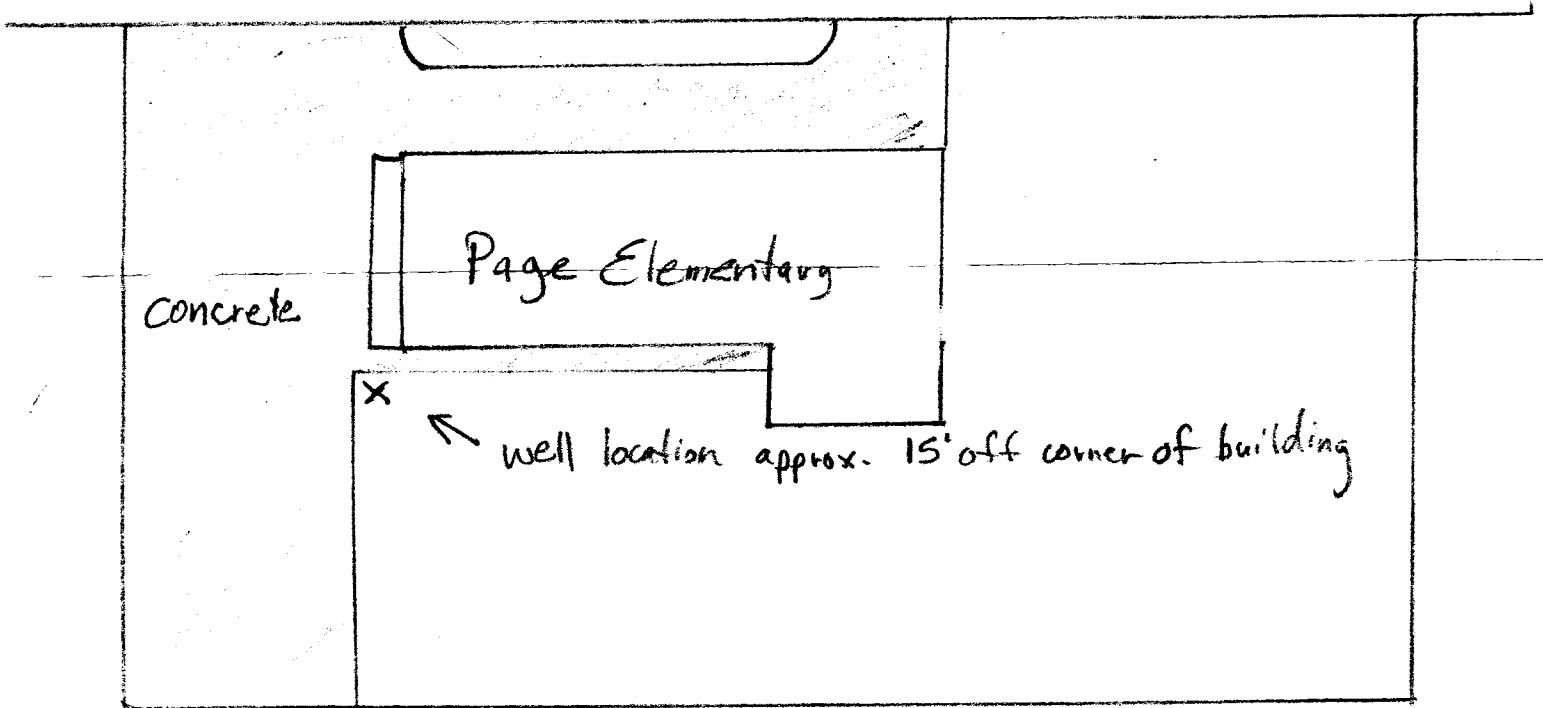 Page Elementary
Concrete
X
well location approx. 15' off corner of building